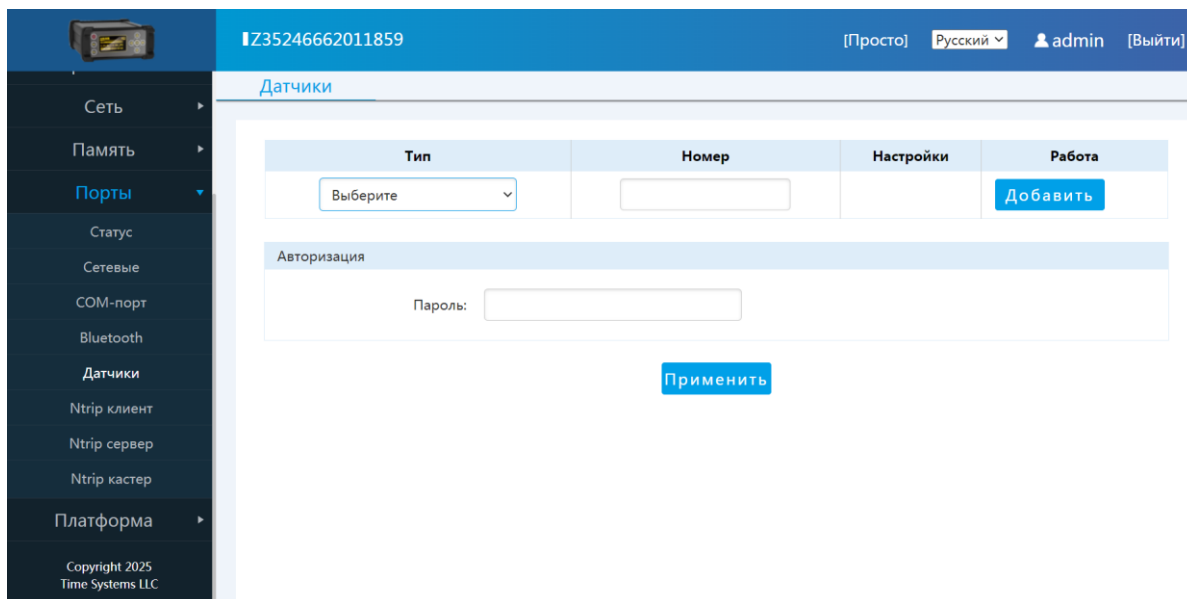 Z35246662011859 [Просто] Русский admin [Выйти]
Датчики
Сеть
Память
Порты
Статус
Сетевые
COM-порт
Bluetooth
Датчики
Ntrip клиент
Ntrip сервер
Ntrip кастер
Платформа
Copyright 2025
Time Systems LLC
Тип Номер Настройки Работа
Выберите Добавить
Авторизация
Пароль:
Применить